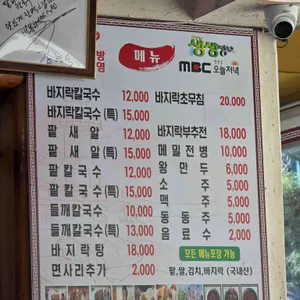 방영
메뉴
생생정보
MBC 오늘저녁
바지락칼국수 12,000
바지락칼국수(특) 15,000
팥새알 12,000
팥새알(특) 15,000
팥칼국수 12,000
팥칼국수(특) 15,000
들깨칼국수 10,000
들깨칼국수(특) 13,000
바지락탕 18,000
면사리추가 2,000
바지락초무침 20,000
바지락부추전 18,000
메밀전병 10,000
왕만두 6,000
소주 5,000
맥주 5,000
동동주 5,000
음료수 2,000
모든 메뉴포장 가능
팥,쌀,김치,바지락 (국내산)